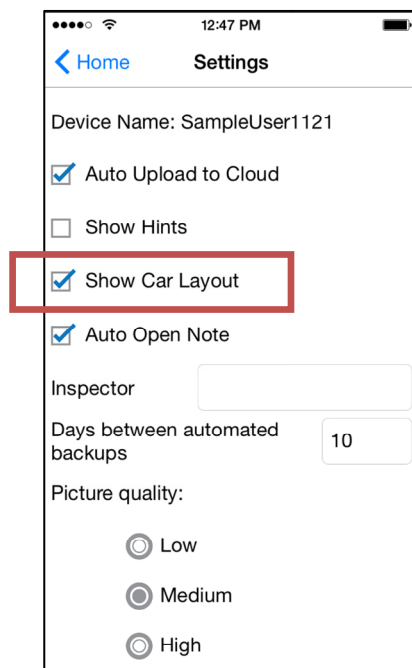 12:47 PM
Home Settings
Device Name: SampleUser1121
Auto Upload to Cloud
Show Hints
Show Car Layout
Auto Open Note
Inspector
Days between automated
backups
10
Picture quality:
Low
Medium
High